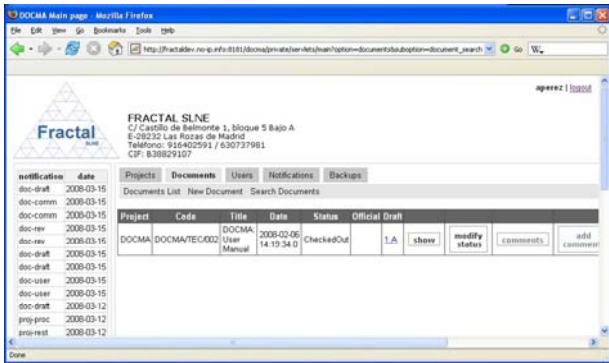 DOCMA Main page - Mozilla Firefox
File Edit View Go Bookmarks Tools Help
http://fractaldev.no-ip.info:8181/docma/private/servlets/main?option=documents&suboption=document_search Go
aperez | logout
Fractal
SLNE
FRACTAL SLNE
C/ Castillo de Belmonte 1, bloque 5 Bajo A
E-28232 Las Rozas de Madrid
Teléfono: 916402591 / 630737981
CIF: B38829107
Projects Documents Users Notifications Backups
Documents List New Document Search Documents
notification date
doc-draft 2008-03-15
doc-comm 2008-03-15
doc-comm 2008-03-15
doc-rev 2008-03-15
doc-rev 2008-03-15
doc-draft 2008-03-15
doc-draft 2008-03-15
doc-user 2008-03-15
doc-user 2008-03-15
doc-draft 2008-03-12
proj-proc 2008-03-12
proj-rest 2008-03-12
Project Code Title Date Status Official Draft
DOCMA DOCMA/TEC/002 DOCMA: User Manual 2008-02-06 14:19:34.0 CheckedOut 1.A show modify status comments add comment
Done